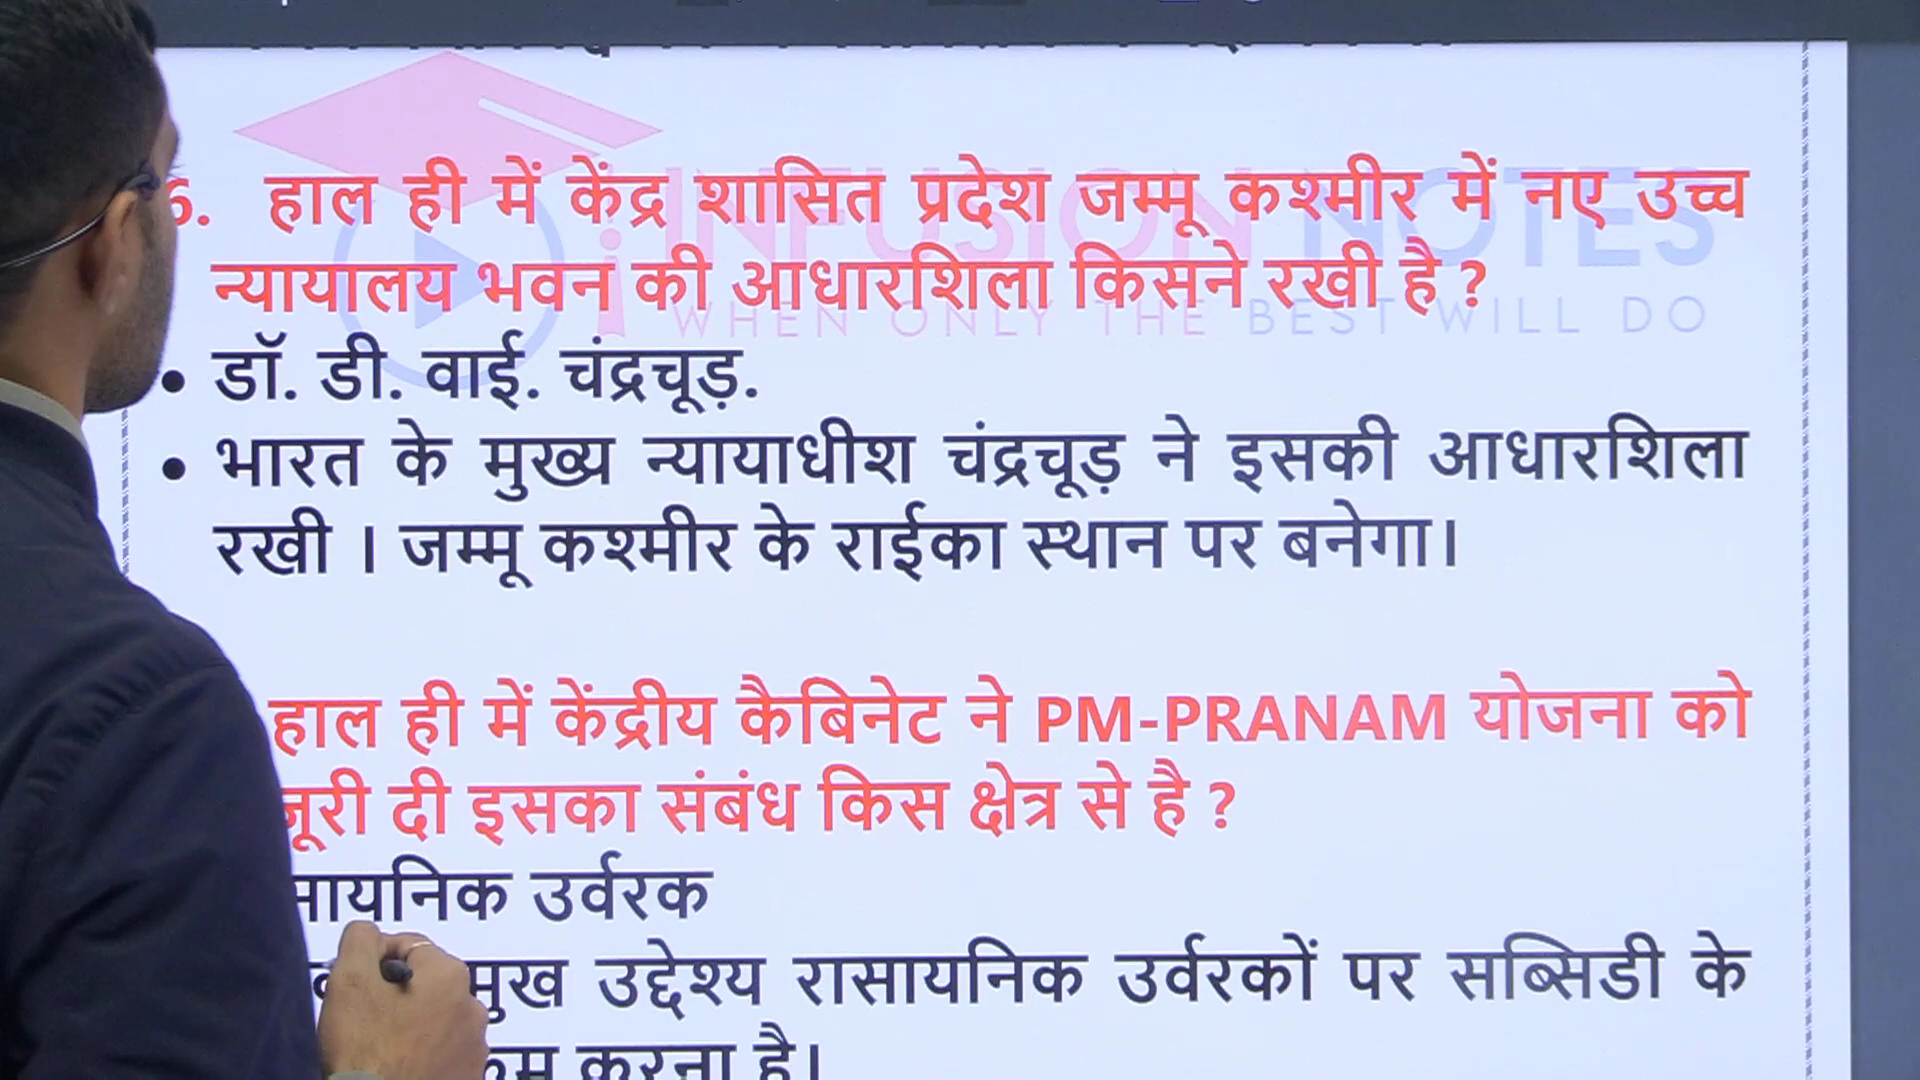 INFUSION NOTES
WHEN ONLY THE BEST WILL DO
6. हाल ही में केंद्र शासित प्रदेश जम्मू कश्मीर में नए उच्च
न्यायालय भवन की आधारशिला किसने रखी है ?
• डॉ. डी. वाई. चंद्रचूड़.
• भारत के मुख्य न्यायाधीश चंद्रचूड़ ने इसकी आधारशिला
रखी । जम्मू कश्मीर के राईका स्थान पर बनेगा।
हाल ही में केंद्रीय कैबिनेट ने PM-PRANAM योजना को
दी इसका संबंध किस क्षेत्र से है ?
उर्वरक
उद्देश्य रासायनिक उर्वरकों पर सब्सिडी के
करना है।